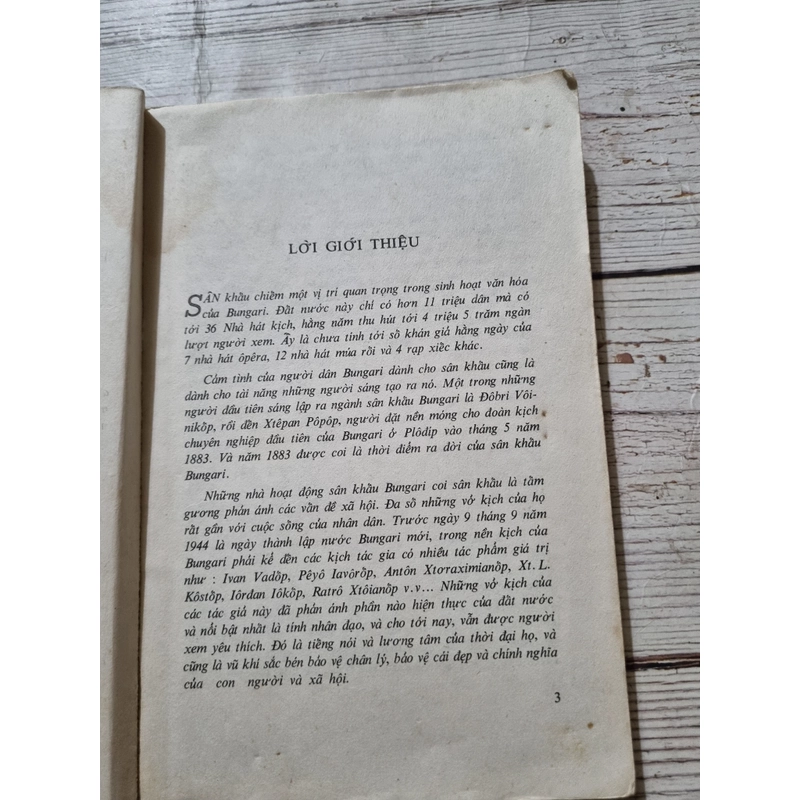 LỜI GIỚI THIỆU
SÂN khấu chiếm một vị trí quan trọng trong sinh hoạt văn hóa
của Bungari. Đất nước này chỉ có hơn 11 triệu dân mà có
tới 36 Nhà hát kịch, hằng năm thu hút tới 4 triệu 5 trăm ngàn
lượt người xem. Ấy là chưa tính tới số khán giả hằng ngày của
7 nhà hát ôpêra, 12 nhà hát múa rối và 4 rạp xiếc khác.
Cảm tình của người dân Bungari dành cho sân khấu cũng là
dành cho tài năng những người sáng tạo ra nó. Một trong những
người đầu tiên sáng lập ra ngành sân khấu Bungari là Đôbri Vôi-
nikốp, rồi đến Xtêpan Pôpốp, người đặt nền móng cho đoàn kịch
chuyên nghiệp đầu tiên của Bungari ở Plôđip vào tháng 5 năm
1883. Và năm 1883 được coi là thời điểm ra đời của sân khấu
Bungari.
Những nhà hoạt động sân khấu Bungari coi sân khấu là tấm
gương phản ánh các vấn đề xã hội. Đa số những vở kịch của họ
rất gắn với cuộc sống của nhân dân. Trước ngày 9 tháng 9 năm
1944 là ngày thành lập nước Bungari mới, trong nền kịch của
Bungari phải kể đến các kịch tác gia có nhiều tác phẩm giá trị
như : Ivan Vadốp, Pêyô Iavôrốp, Antôn Xtơraximianốp, Xt. L.
Kôstốp, Iôrdan Iôkốp, Ratrô Xtôianốp v.v... Những vở kịch của
các tác giả này đã phản ánh phần nào hiện thực của đất nước
và nổi bật nhất là tính nhân đạo, và cho tới nay, vẫn được người
xem yêu thích. Đó là tiếng nói và lương tâm của thời đại họ, và
cũng là vũ khí sắc bén bảo vệ chân lý, bảo vệ cái đẹp và chính nghĩa
của con người và xã hội.
3